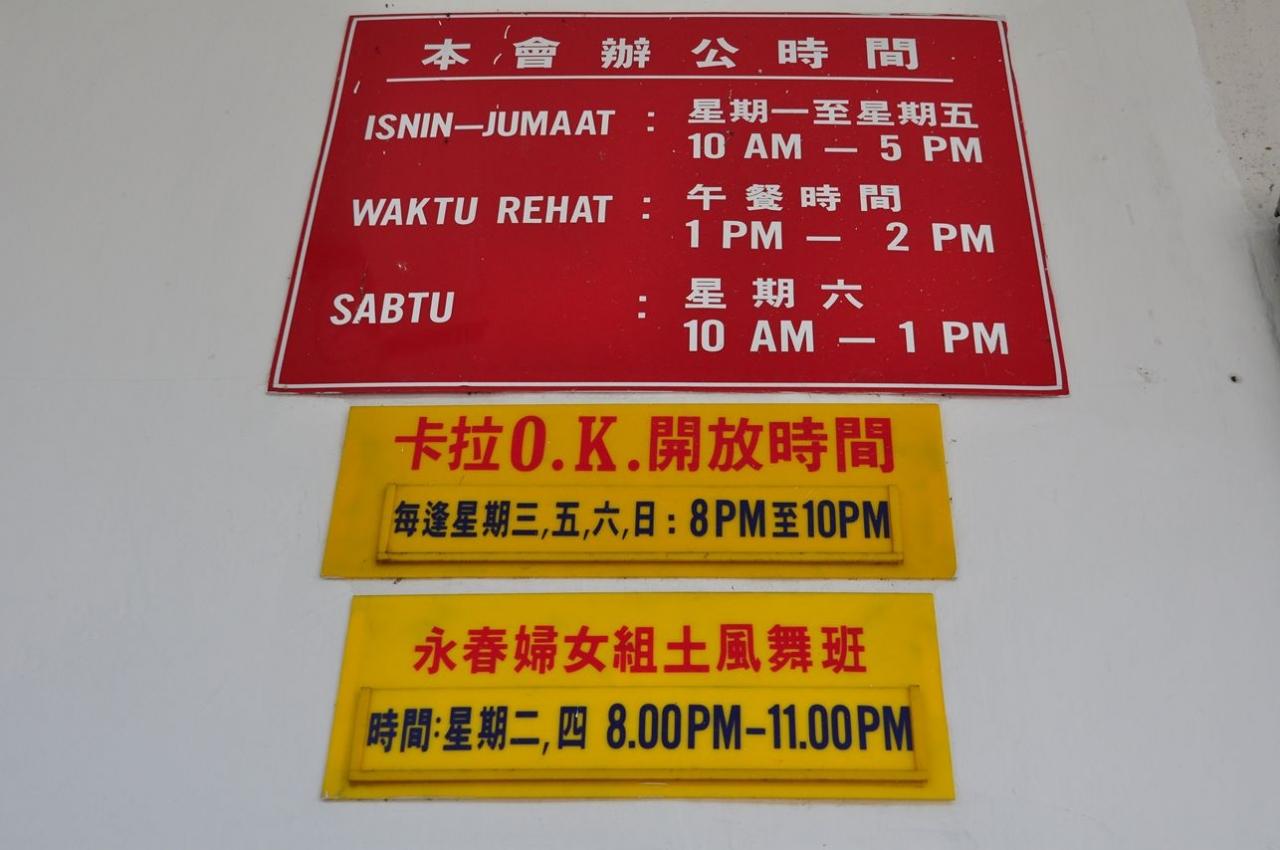 本會辦公時間
ISNIN—JUMAAT : 星期一至星期五
10 AM — 5 PM
WAKTU REHAT : 午餐時間
1 PM — 2 PM
SABTU : 星期六
10 AM — 1 PM
卡拉O.K.開放時間
每逢星期三,五,六,日:8PM至10PM
永春婦女組土風舞班
時間:星期二,四 8.00PM-11.00PM